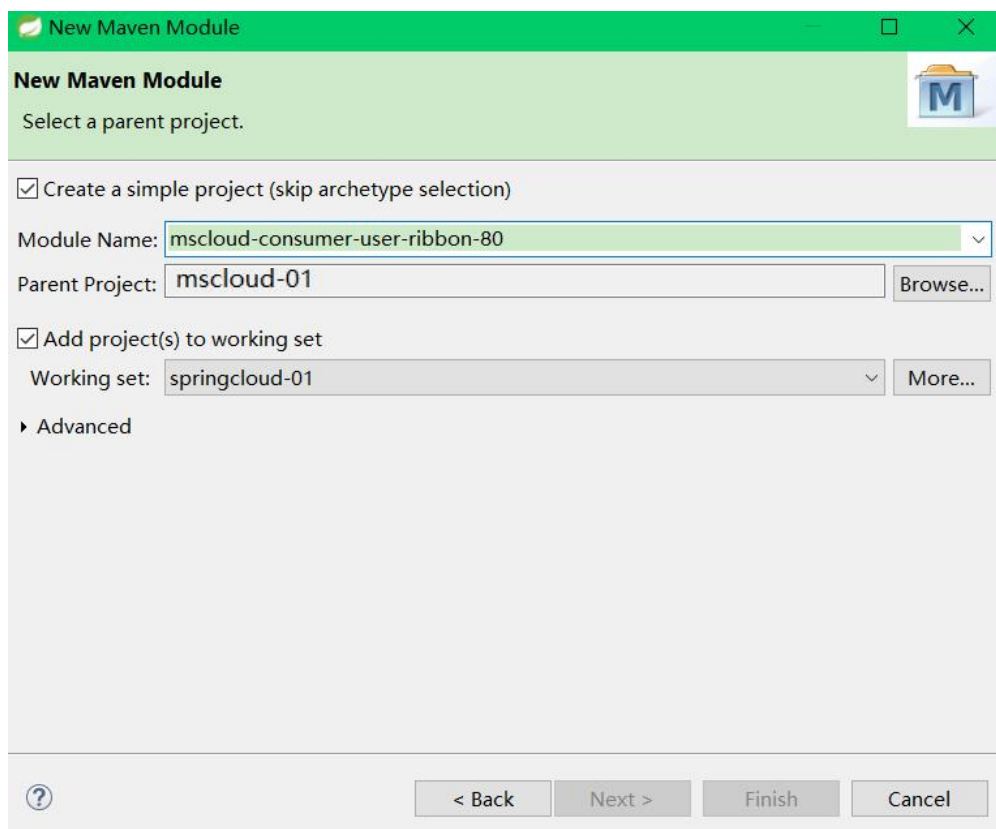 New Maven Module
New Maven Module
M
Select a parent project.
Create a simple project (skip archetype selection)
Module Name: mscloud-consumer-user-ribbon-80
Parent Project: mscloud-01 Browse...
Add project(s) to working set
Working set: springcloud-01 More...
Advanced
? < Back Next > Finish Cancel